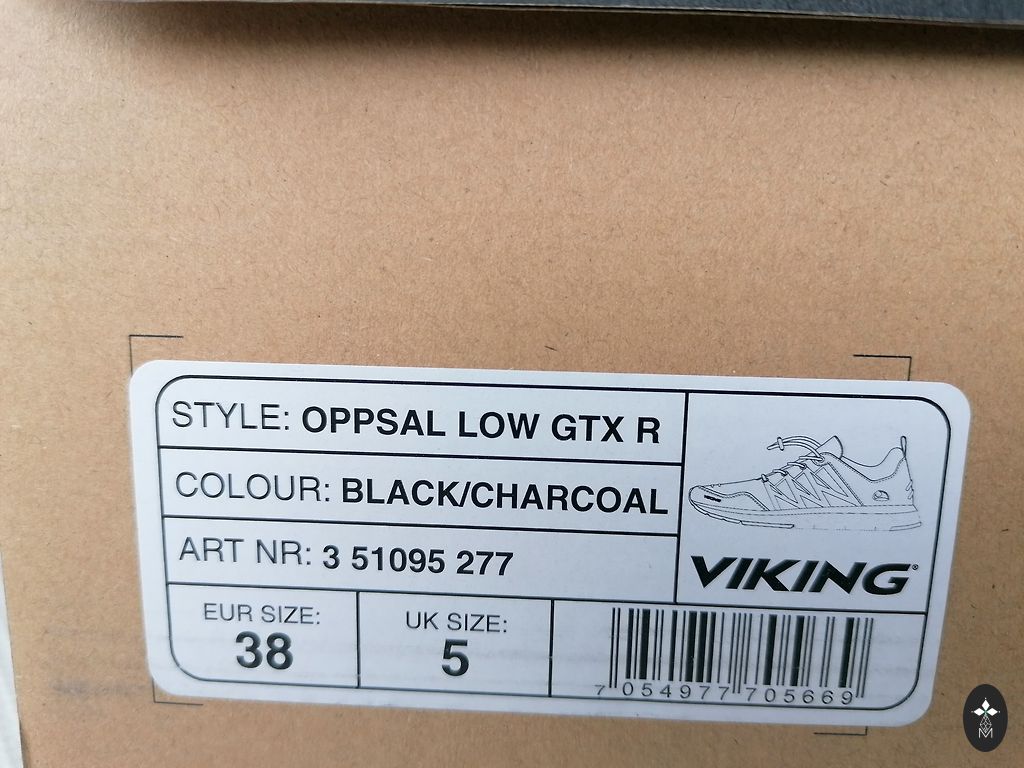 STYLE: OPPSAL LOW GTX R
COLOUR: BLACK/CHARCOAL
ART NR: 3 51095 277
VIKING®
EUR SIZE:
38
UK SIZE:
5
7 054977 705669
M